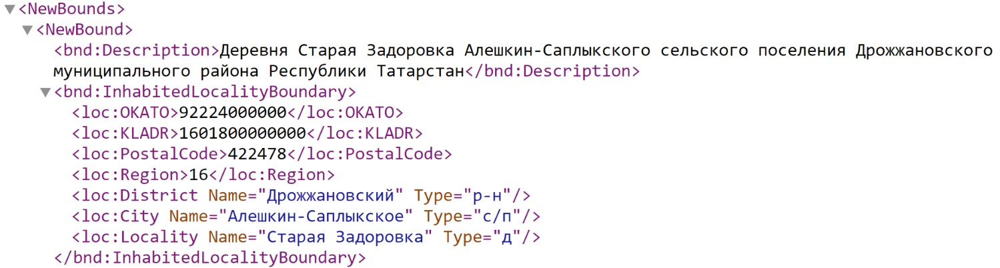 <NewBounds>
<NewBound>
<bnd:Description>Деревня Старая Задоровка Алешкин-Саплыкского сельского поселения Дрожжановского
муниципального района Республики Татарстан</bnd:Description>
<bnd:InhabitedLocalityBoundary>
<loc:OKATO>92224000000</loc:OKATO>
<loc:KLADR>1601800000000</loc:KLADR>
<loc:PostalCode>422478</loc:PostalCode>
<loc:Region>16</loc:Region>
<loc:District Name="Дрожжановский" Type="р-н"/>
<loc:City Name="Алешкин-Саплыкское" Type="с/п"/>
<loc:Locality Name="Старая Задоровка" Type="д"/>
</bnd:InhabitedLocalityBoundary>